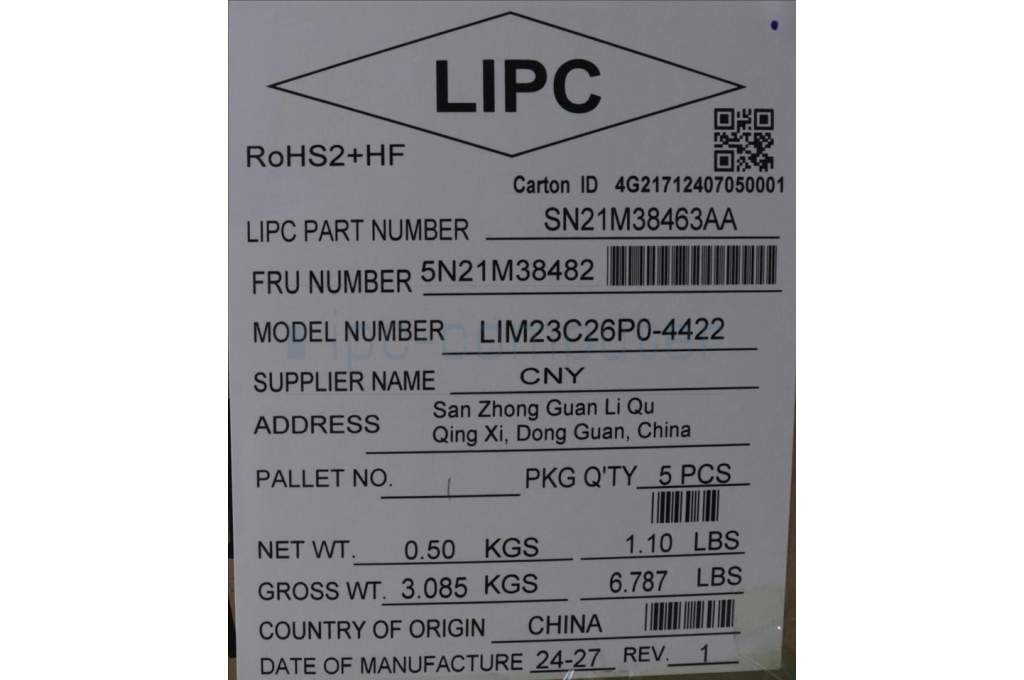 LIPC
RoHS2+HF
Carton ID 4G21712407050001
LIPC PART NUMBER SN21M38463AA
FRU NUMBER 5N21M38482
MODEL NUMBER LIM23C26P0-4422
ipc-computer
SUPPLIER NAME CNY
ADDRESS San Zhong Guan Li Qu
Qing Xi, Dong Guan, China
PALLET NO. PKG Q'TY 5 PCS
NET WT. 0.50 KGS 1.10 LBS
GROSS WT. 3.085 KGS 6.787 LBS
COUNTRY OF ORIGIN CHINA
DATE OF MANUFACTURE 24-27 REV. 1